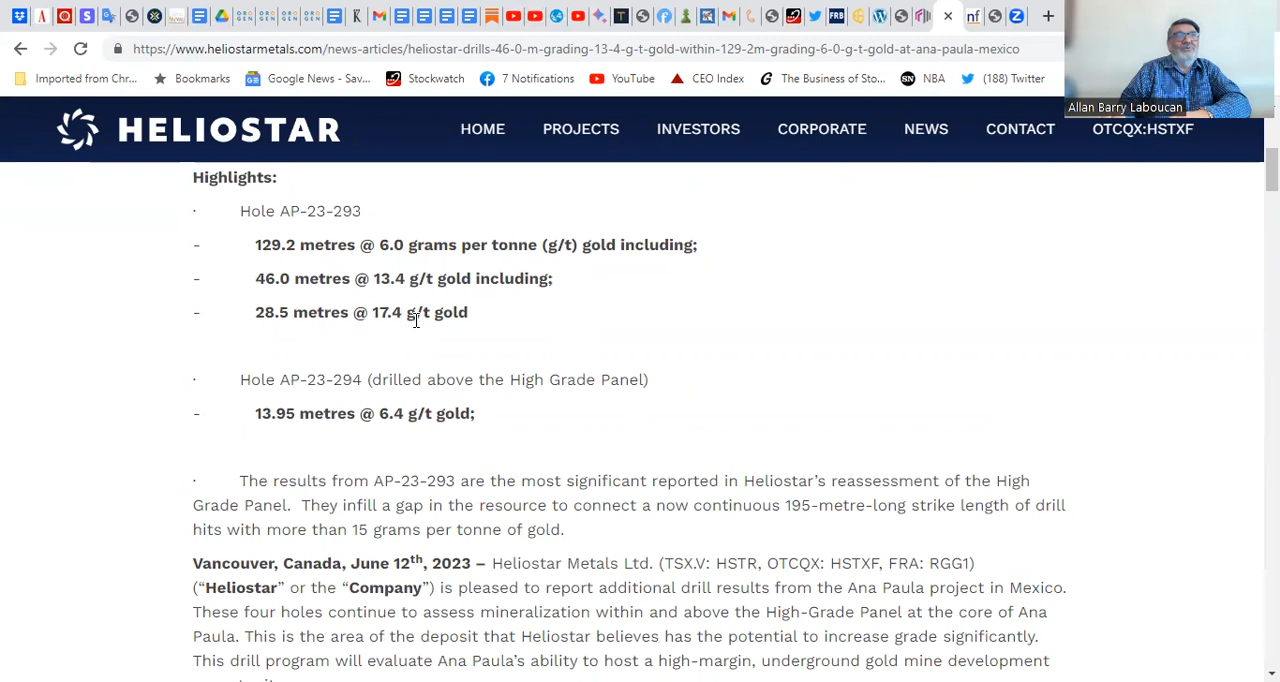 https://www.heliostarmetals.com/news-articles/heliostar-drills-46-0-m-grading-13-4-g-t-gold-within-129-2m-grading-6-0-g-t-gold-at-ana-paula-mexico
Imported from Chr... Bookmarks Google News - Sav... Stockwatch 7 Notifications YouTube CEO Index The Business of Sto... NBA (188) Twitter
Allan Barry Laboucan
HELIOSTAR HOME PROJECTS INVESTORS CORPORATE NEWS CONTACT OTCQX:HSTXF
Highlights:
· Hole AP-23-293
- 129.2 metres @ 6.0 grams per tonne (g/t) gold including;
- 46.0 metres @ 13.4 g/t gold including;
- 28.5 metres @ 17.4 g/t gold
· Hole AP-23-294 (drilled above the High Grade Panel)
- 13.95 metres @ 6.4 g/t gold;
· The results from AP-23-293 are the most significant reported in Heliostar’s reassessment of the High
Grade Panel. They infill a gap in the resource to connect a now continuous 195-metre-long strike length of drill
hits with more than 15 grams per tonne of gold.
Vancouver, Canada, June 12th, 2023 – Heliostar Metals Ltd. (TSX.V: HSTR, OTCQX: HSTXF, FRA: RGG1)
(“Heliostar” or the “Company”) is pleased to report additional drill results from the Ana Paula project in Mexico.
These four holes continue to assess mineralization within and above the High-Grade Panel at the core of Ana
Paula. This is the area of the deposit that Heliostar believes has the potential to increase grade significantly.
This drill program will evaluate Ana Paula’s ability to host a high-margin, underground gold mine development